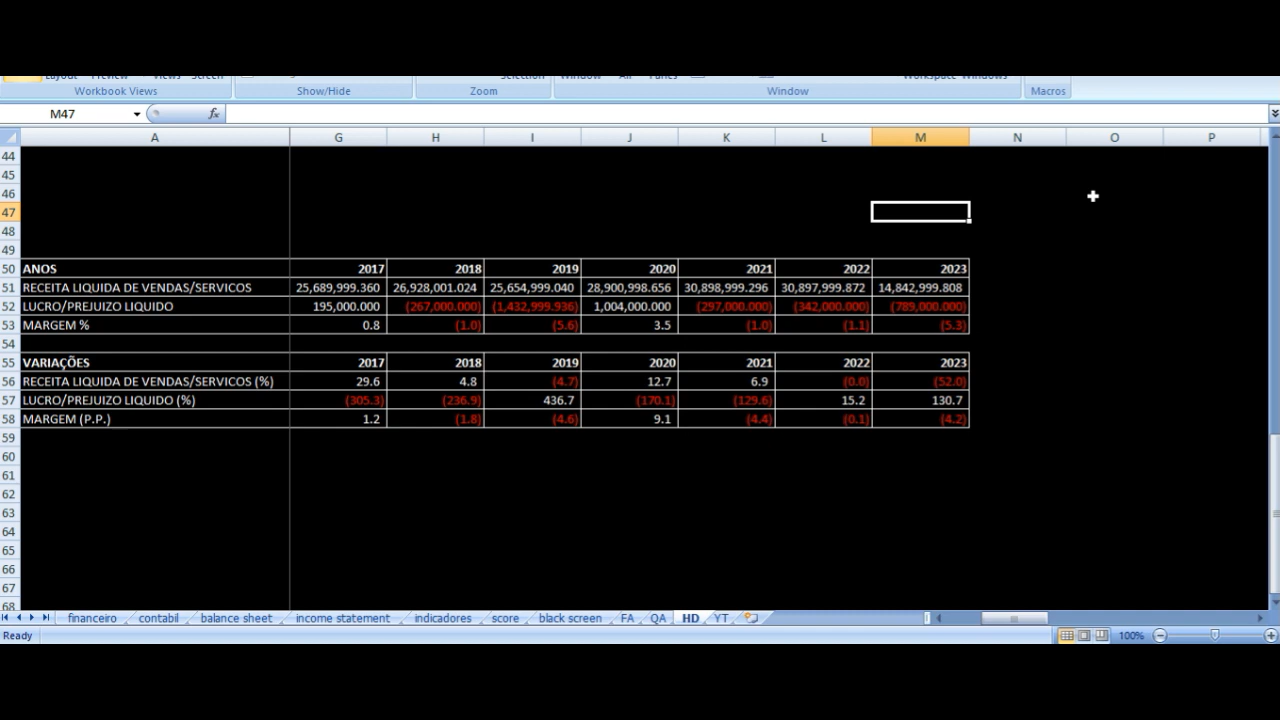 Workbook Views Show/Hide Zoom Window Macros
M47 fx
A G H I J K L M N O P
44
45
46
47
48
49
50 ANOS 2017 2018 2019 2020 2021 2022 2023
51 RECEITA LIQUIDA DE VENDAS/SERVICOS 25,689,999.360 26,928,001.024 25,654,999.040 28,900,998.656 30,898,999.296 30,897,999.872 14,842,999.808
52 LUCRO/PREJUIZO LIQUIDO 195,000.000 (267,000.000) (1,432,999.936) 1,004,000.000 (297,000.000) (342,000.000) (789,000.000)
53 MARGEM % 0.8 (1.0) (5.6) 3.5 (1.0) (1.1) (5.3)
54
55 VARIAÇÕES 2017 2018 2019 2020 2021 2022 2023
56 RECEITA LIQUIDA DE VENDAS/SERVICOS (%) 29.6 4.8 (4.7) 12.7 6.9 (0.0) (52.0)
57 LUCRO/PREJUIZO LIQUIDO (%) (305.3) (236.9) 436.7 (170.1) (129.6) 15.2 130.7
58 MARGEM (P.P.) 1.2 (1.8) (4.6) 9.1 (4.4) (0.1) (4.2)
59
60
61
62
63
64
65
66
67
68
financeiro contabil balance sheet income statement indicadores score black screen FA QA HD YT
Ready 100%